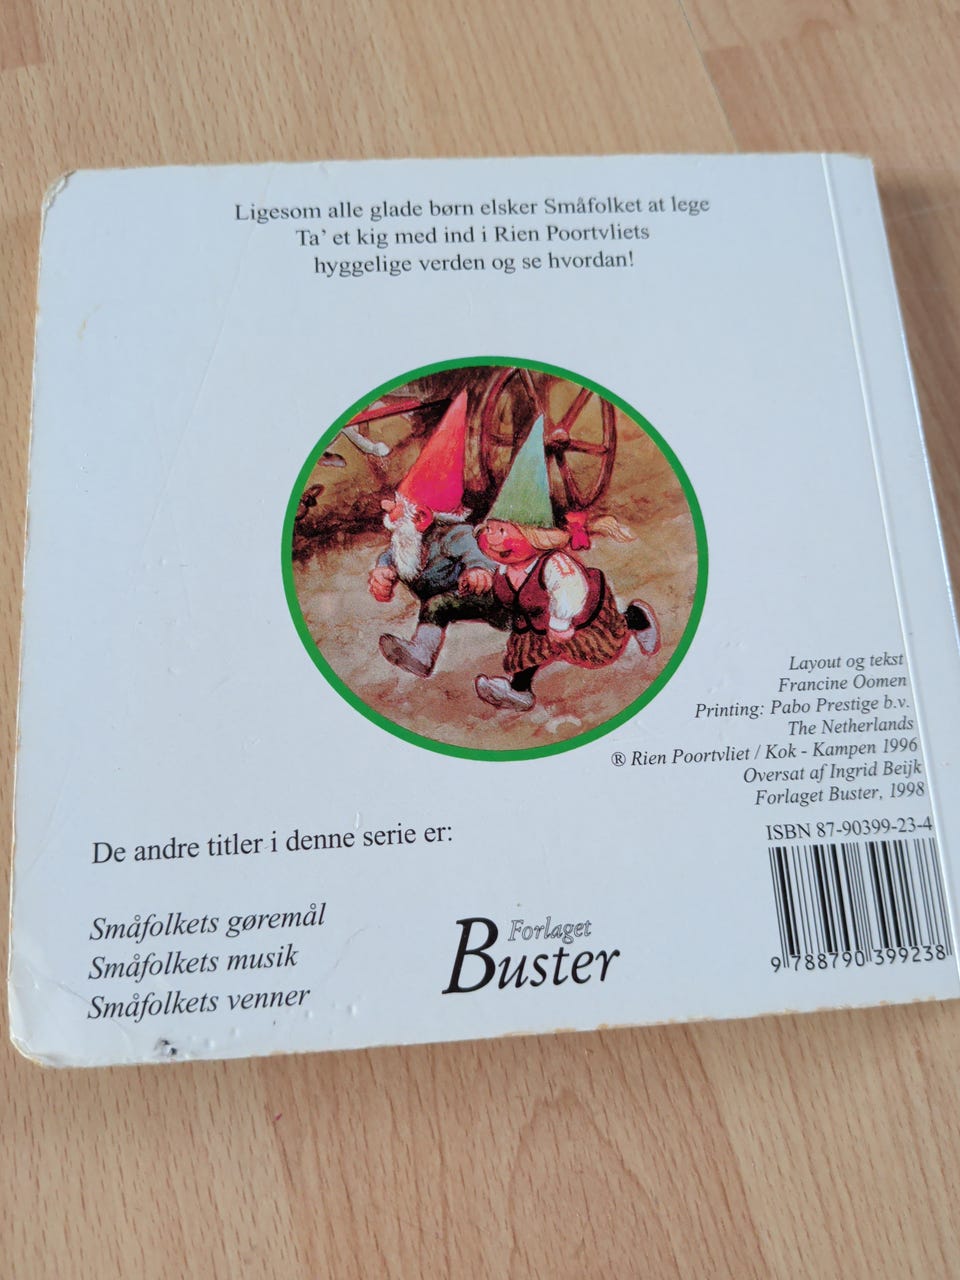 Ligesom alle glade børn elsker Småfolket at lege
Ta' et kig med ind i Rien Poortvliets
hyggelige verden og se hvordan!
Layout og tekst
Francine Oomen
Printing: Pabo Prestige b.v.
The Netherlands
® Rien Poortvliet / Kok - Kampen 1996
Oversat af Ingrid Beijk
Forlaget Buster, 1998
ISBN 87-90399-23-4
9 788790 399238
De andre titler i denne serie er:
Småfolkets gøremål
Småfolkets musik
Småfolkets venner
Forlaget
Buster